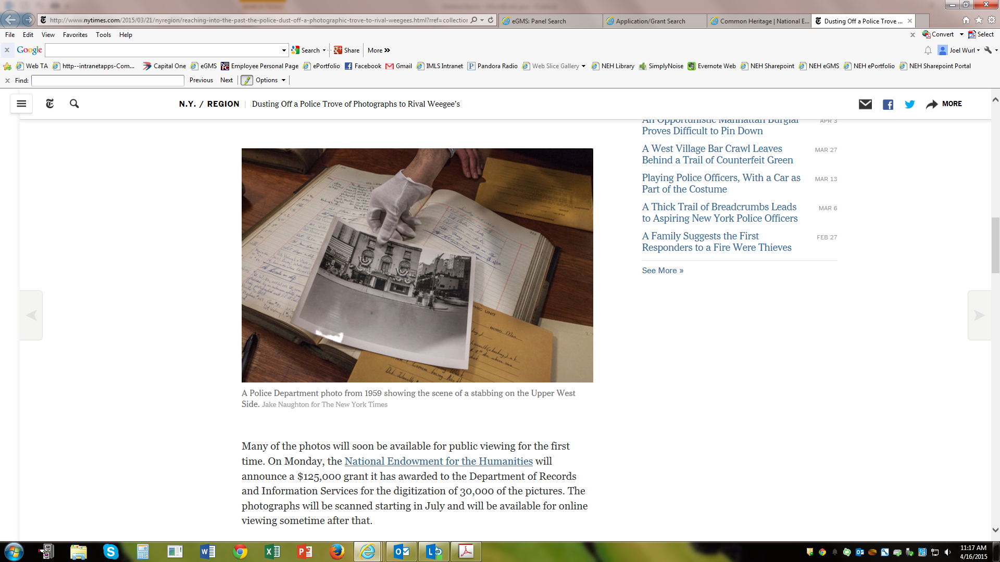 http://www.nytimes.com/2015/03/21/nyregion/reaching-into-the-past-the-police-dust-off-a-photographic-trove-to-rival-weegees.html?rref=collection
eGMS: Panel Search
Application/Grant Search
Common Heritage | National E...
Dusting Off a Police Trove ...
File Edit View Favorites Tools Help
Convert Select
Google
Search Share More »
Joel Wurl
Web TA http--intranetapps-Com... Capital One eGMS Employee Personal Page ePortfolio Facebook Gmail IMLS Intranet Pandora Radio Web Slice Gallery NEH Library SimplyNoise Evernote Web NEH Sharepoint NEH eGMS NEH ePortfolio NEH Sharepoint Portal
Find: Previous Next Options
N.Y. / REGION Dusting Off a Police Trove of Photographs to Rival Weegee’s
MORE
An Opportunistic Manhattan Burglar APR 3
Proves Difficult to Pin Down
A West Village Bar Crawl Leaves MAR 27
Behind a Trail of Counterfeit Green
Playing Police Officers, With a Car as MAR 13
Part of the Costume
A Thick Trail of Breadcrumbs Leads MAR 6
to Aspiring New York Police Officers
A Family Suggests the First FEB 27
Responders to a Fire Were Thieves
See More »
PHIC UNIT
BORO Man
A Police Department photo from 1959 showing the scene of a stabbing on the Upper West
Side. Jake Naughton for The New York Times
Many of the photos will soon be available for public viewing for the first
time. On Monday, the National Endowment for the Humanities will
announce a $125,000 grant it has awarded to the Department of Records
and Information Services for the digitization of 30,000 of the pictures. The
photographs will be scanned starting in July and will be available for online
viewing sometime after that.
11:17 AM
4/16/2015